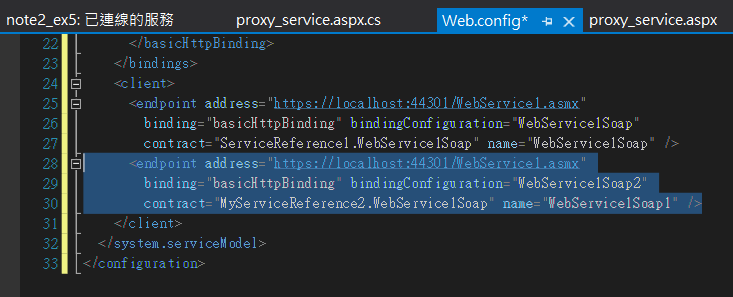 note2_ex5: 已連線的服務 proxy_service.aspx.cs Web.config* proxy_service.aspx
22 </basicHttpBinding>
23 </bindings>
24 <client>
25 <endpoint address="https://localhost:44301/WebService1.asmx"
26 binding="basicHttpBinding" bindingConfiguration="WebService1Soap"
27 contract="ServiceReference1.WebService1Soap" name="WebService1Soap" />
28 <endpoint address="https://localhost:44301/WebService1.asmx"
29 binding="basicHttpBinding" bindingConfiguration="WebService1Soap2"
30 contract="MyServiceReference2.WebService1Soap" name="WebService1Soap1" />
31 </client>
32 </system.serviceModel>
33 </configuration>